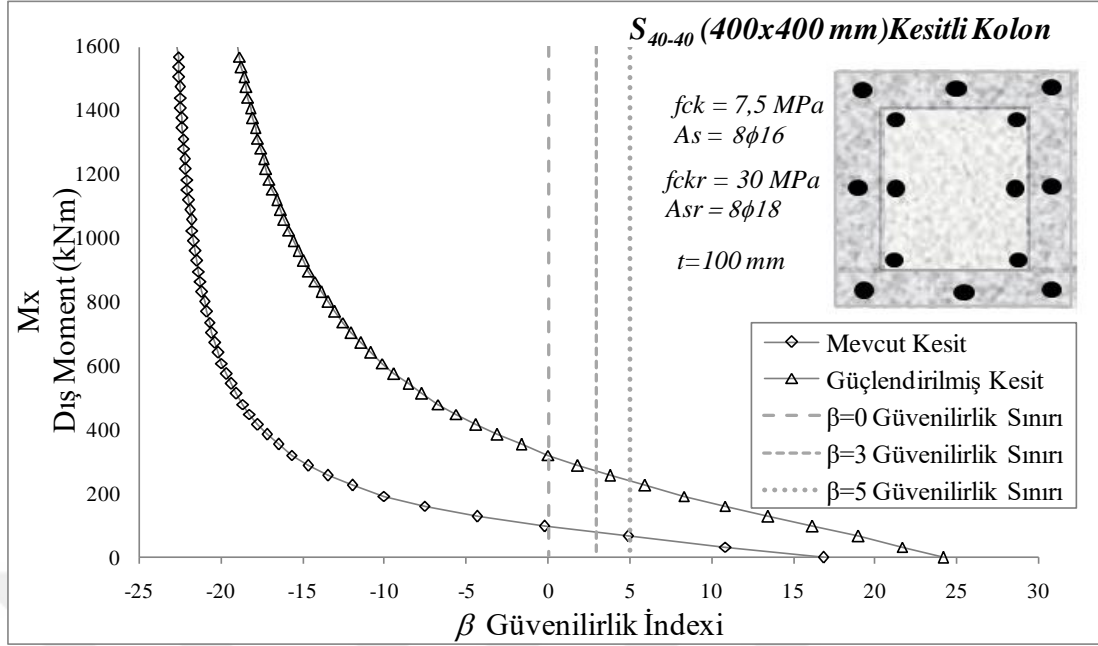 S40-40 (400x400 mm)Kesitli Kolon
fck = 7,5 MPa
As = 8ϕ16
fckr = 30 MPa
Asr = 8ϕ18
t=100 mm
Mevcut Kesit
Güçlendirilmiş Kesit
β=0 Güvenilirlik Sınırı
β=3 Güvenilirlik Sınırı
β=5 Güvenilirlik Sınırı
Mx
Dış Moment (kNm)
1600
1400
1200
1000
800
600
400
200
0
-25 -20 -15 -10 -5 0 5 10 15 20 25 30
β Güvenilirlik İndexi